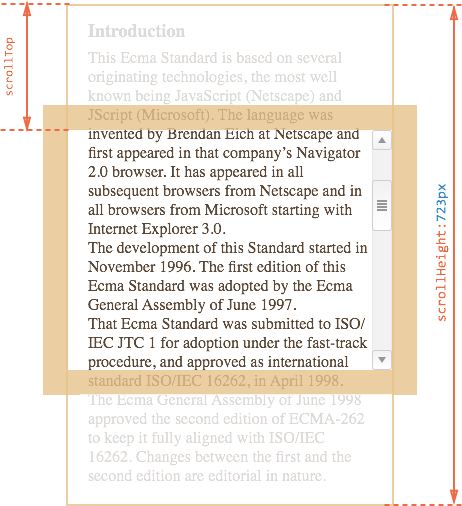 scrollTop
Introduction
This Ecma Standard is based on several
originating technologies, the most well
known being JavaScript (Netscape) and
JScript (Microsoft). The language was
invented by Brendan Eich at Netscape and
first appeared in that company’s Navigator
2.0 browser. It has appeared in all
subsequent browsers from Netscape and in
all browsers from Microsoft starting with
Internet Explorer 3.0.
The development of this Standard started in
November 1996. The first edition of this
Ecma Standard was adopted by the Ecma
General Assembly of June 1997.
That Ecma Standard was submitted to ISO/
IEC JTC 1 for adoption under the fast-track
procedure, and approved as international
standard ISO/IEC 16262, in April 1998.
The Ecma General Assembly of June 1998
approved the second edition of ECMA-262
to keep it fully aligned with ISO/IEC
16262. Changes between the first and the
second edition are editorial in nature.
scrollHeight:723px